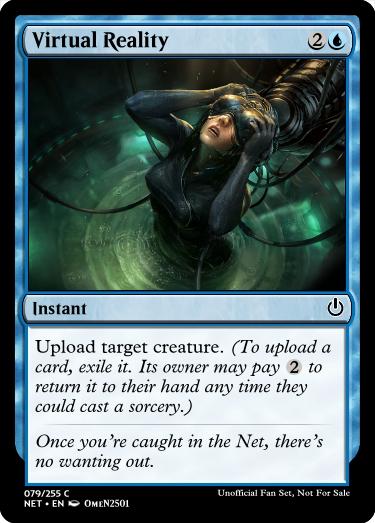 Virtual Reality 2
Instant
Upload target creature. (To upload a
card, exile it. Its owner may pay 2 to
return it to their hand any time they
could cast a sorcery.)
Once you're caught in the Net, there's
no wanting out.
079/255 C
NET • EN OMEN2501
Unofficial Fan Set, Not For Sale